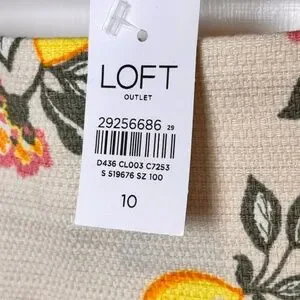 LOFT
OUTLET
29256686 29
D436 CL003 C7253
S 519676 SZ 100
10